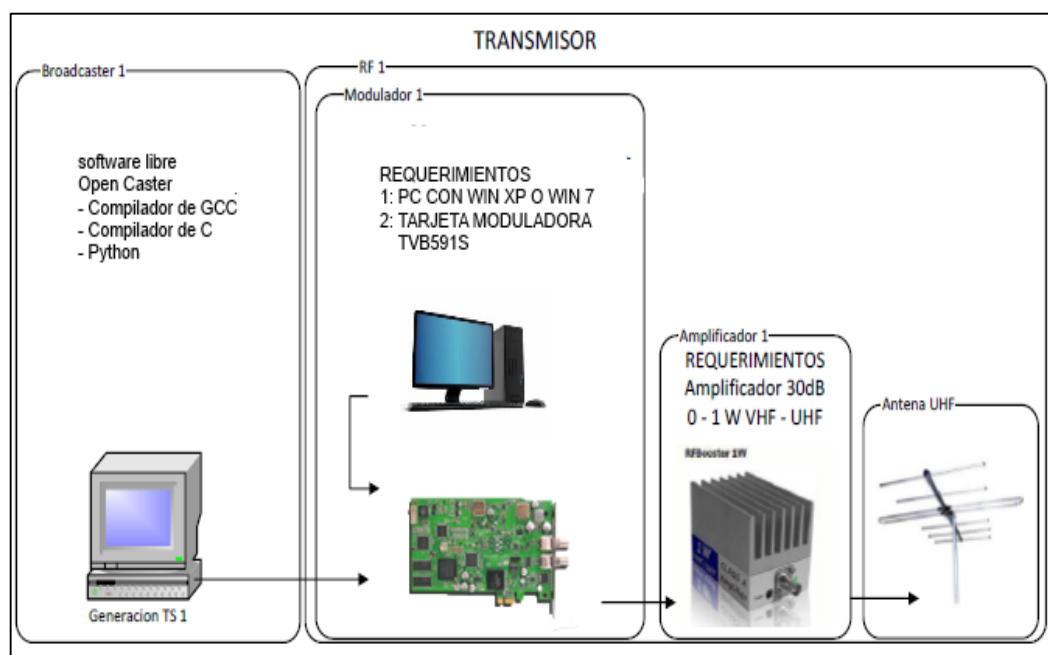 TRANSMISOR
Broadcaster 1
software libre
Open Caster
- Compilador de GCC
- Compilador de C
- Python
Generacion TS 1
RF 1
Modulador 1
REQUERIMIENTOS
1: PC CON WIN XP O WIN 7
2: TARJETA MODULADORA
TVB591S
Amplificador 1
REQUERIMIENTOS
Amplificador 30dB
0 - 1 W VHF - UHF
RFBooster 1W
CLASS A
Amplifier
Antena UHF